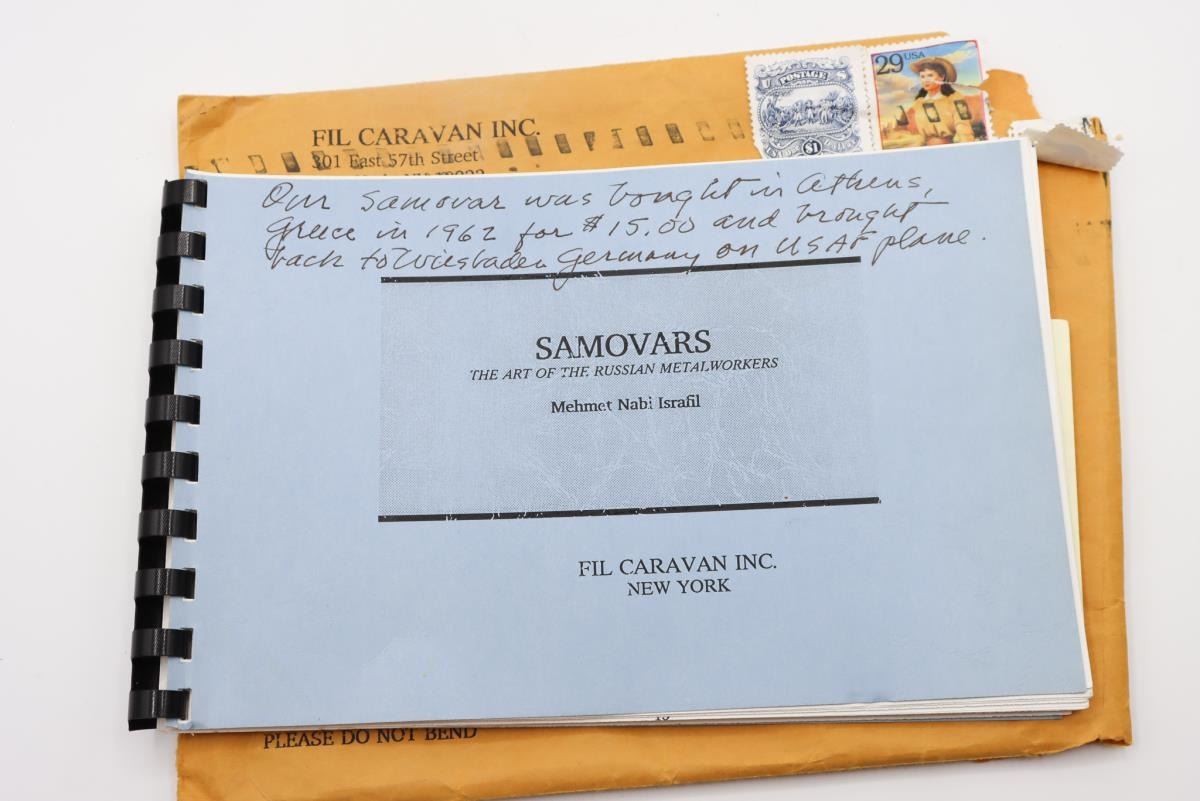 FIL CARAVAN INC.
301 East 57th Street
U POSTAGE S
$1
29 USA
Our Samovar was bought in Athens,
Greece in 1962 for $15.00 and brought
back to Wiesbaden Germany on USAF plane.
SAMOVARS
THE ART OF THE RUSSIAN METALWORKERS
Mehmet Nabi Israfil
FIL CARAVAN INC.
NEW YORK
PLEASE DO NOT BEND